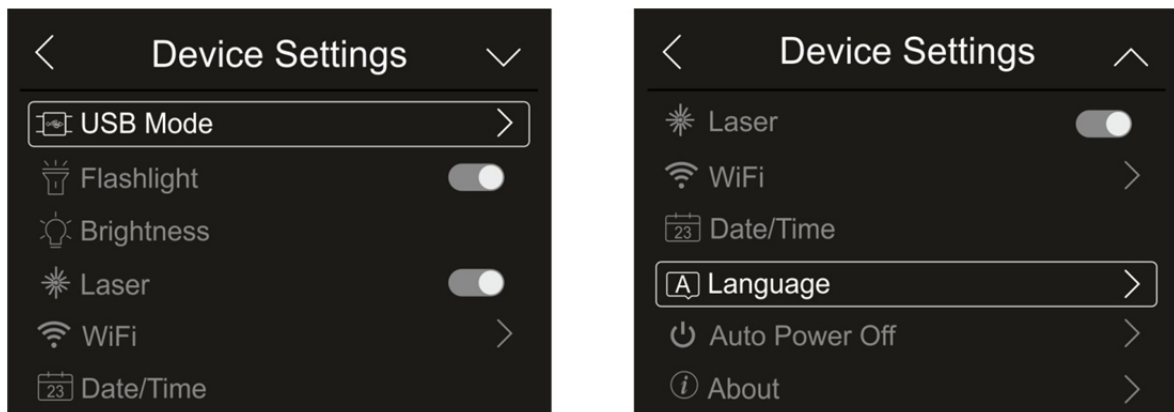 Device Settings
USB Mode
Flashlight
Brightness
Laser
WiFi
23 Date/Time
Device Settings
Laser
WiFi
23 Date/Time
A Language
Auto Power Off
i About